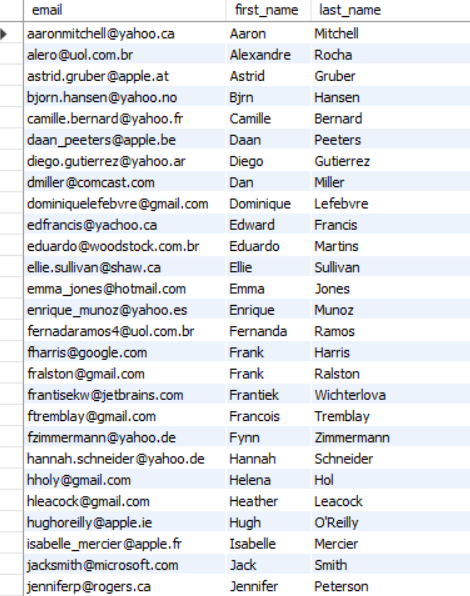 email first_name last_name
aaronmitchell@yahoo.ca Aaron Mitchell
alero@uol.com.br Alexandre Rocha
astrid.gruber@apple.at Astrid Gruber
bjorn.hansen@yahoo.no Bjrn Hansen
camille.bernard@yahoo.fr Camille Bernard
daan_peeters@apple.be Daan Peeters
diego.gutierrez@yahoo.ar Diego Gutierrez
dmiller@comcast.com Dan Miller
dominiquelefebvre@gmail.com Dominique Lefebvre
edfrancis@yachoo.ca Edward Francis
eduardo@woodstock.com.br Eduardo Martins
ellie.sullivan@shaw.ca Ellie Sullivan
emma_jones@hotmail.com Emma Jones
enrique_munoz@yahoo.es Enrique Munoz
fernadaramos4@uol.com.br Fernanda Ramos
fharris@google.com Frank Harris
fralston@gmail.com Frank Ralston
frantisekw@jetbrains.com Frantiek Wichterlova
ftremblay@gmail.com Francois Tremblay
fzimmermann@yahoo.de Fynn Zimmermann
hannah.schneider@yahoo.de Hannah Schneider
hholy@gmail.com Helena Hol
hleacock@gmail.com Heather Leacock
hughoreilly@apple.ie Hugh O'Reilly
isabelle_mercier@apple.fr Isabelle Mercier
jacksmith@microsoft.com Jack Smith
jenniferp@rogers.ca Jennifer Peterson